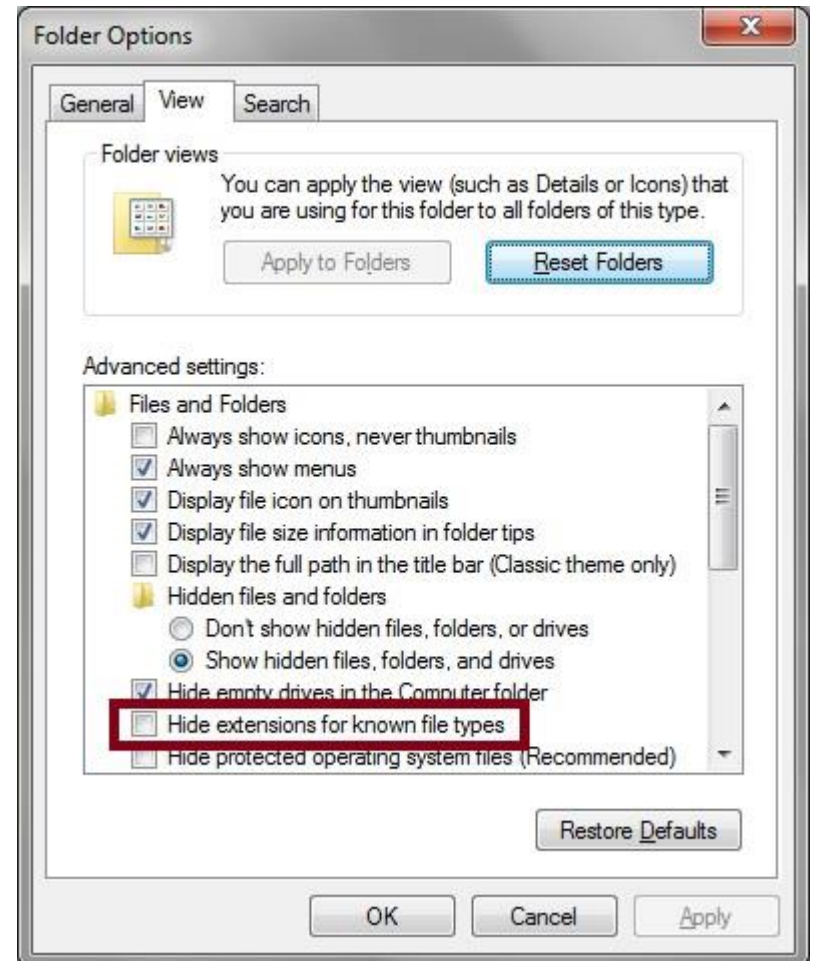 Folder Options
General
View
Search
Folder views
You can apply the view (such as Details or Icons) that
you are using for this folder to all folders of this type.
Apply to Folders
Reset Folders
Advanced settings:
Files and Folders
Always show icons, never thumbnails
Always show menus
Display file icon on thumbnails
Display file size information in folder tips
Display the full path in the title bar (Classic theme only)
Hidden files and folders
Don't show hidden files, folders, or drives
Show hidden files, folders, and drives
Hide empty drives in the Computer folder
Hide extensions for known file types
Hide protected operating system files (Recommended)
Restore Defaults
OK
Cancel
Apply